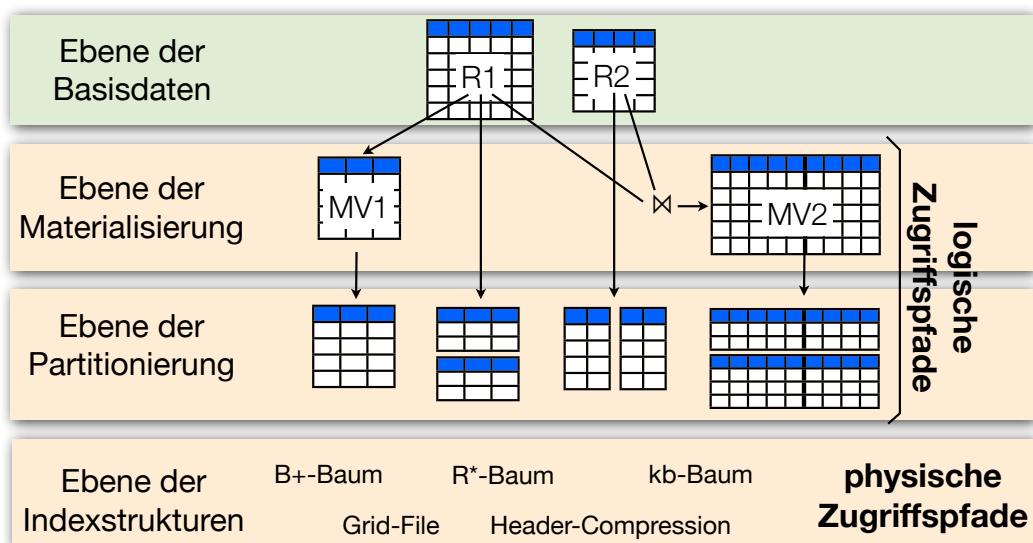 Ebene der
Basisdaten
R1
R2
Ebene der
Materialisierung
MV1
⋈
MV2
logische
Zugriffspfade
Ebene der
Partitionierung
Ebene der
Indexstrukturen
B+-Baum
R*-Baum
kb-Baum
Grid-File
Header-Compression
physische
Zugriffspfade